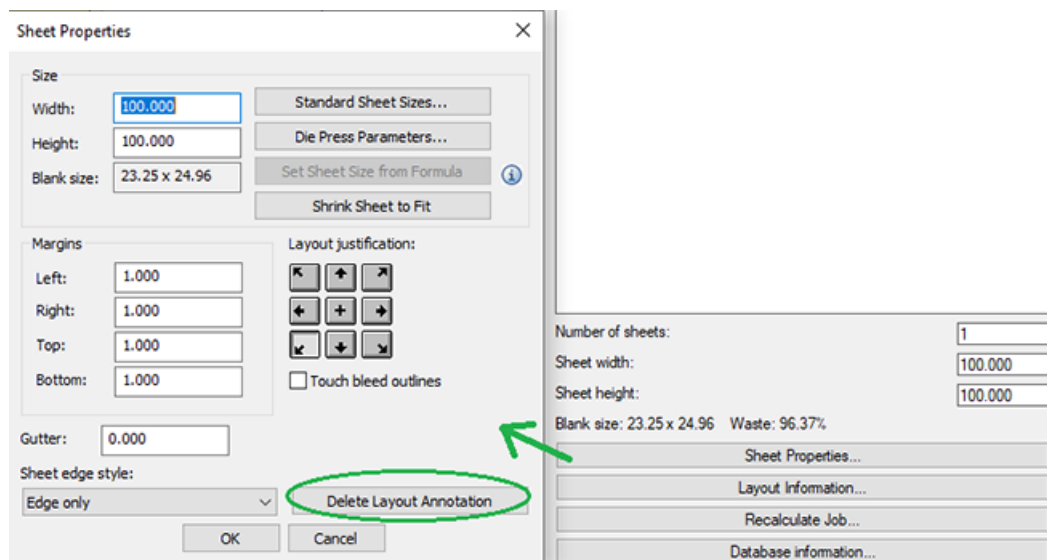 Sheet Properties
Size
Width:
100.000
Standard Sheet Sizes...
Height:
100.000
Die Press Parameters...
Blank size:
23.25 x 24.96
Set Sheet Size from Formula
Shrink Sheet to Fit
Margins
Left:
1.000
Right:
1.000
Top:
1.000
Bottom:
1.000
Layout justification:
Touch bleed outlines
Gutter:
0.000
Sheet edge style:
Edge only
Delete Layout Annotation
OK
Cancel
Number of sheets:
1
Sheet width:
100.000
Sheet height:
100.000
Blank size: 23.25 x 24.96 Waste: 96.37%
Sheet Properties...
Layout Information...
Recalculate Job...
Database information...